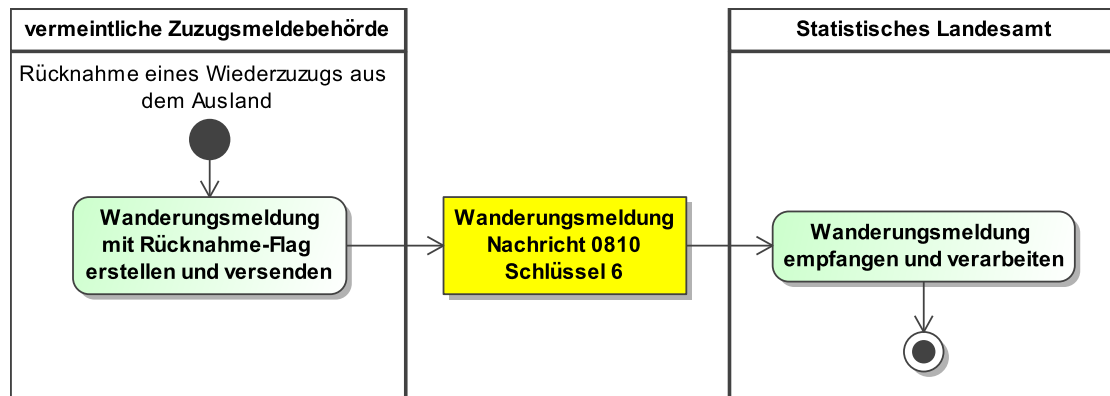 vermeintliche Zuzugsmeldebehörde
Statistisches Landesamt
Rücknahme eines Wiederzuzugs aus
dem Ausland
Wanderungsmeldung
mit Rücknahme-Flag
erstellen und versenden
Wanderungsmeldung
Nachricht 0810
Schlüssel 6
Wanderungsmeldung
empfangen und verarbeiten